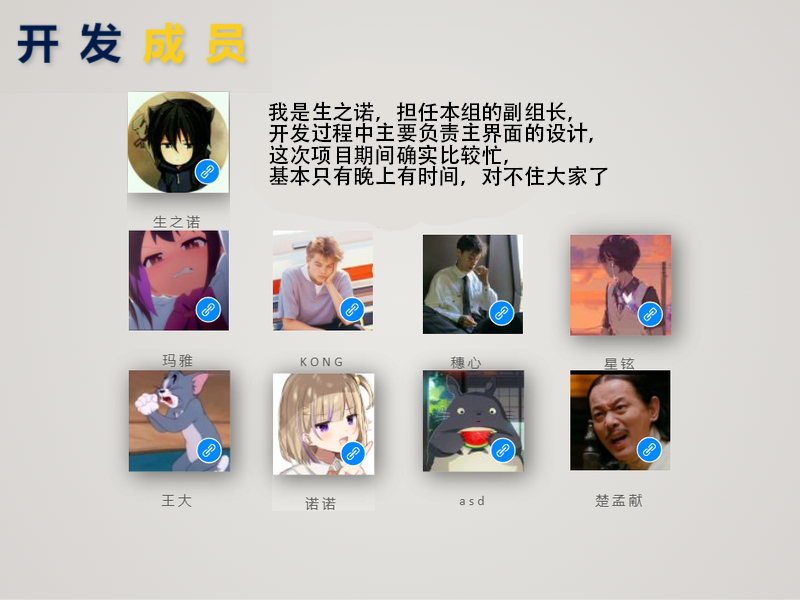 开发成员
我是生之诺，担任本组的副组长，
开发过程中主要负责主界面的设计，
这次项目期间确实比较忙，
基本只有晚上有时间，对不住大家了
生之诺
玛雅 KONG 穗心 星铉
王大 诺诺 asd 楚孟献